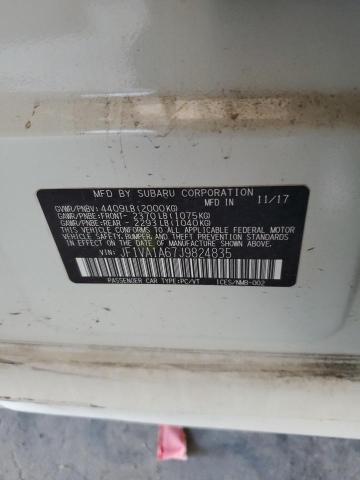 MFD BY SUBARU CORPORATION 11/17
GVWR/PNBV: 4409LB(2000KG) MFD IN
GAWR/PNBE:FRONT- 2370LB(1075KG)
GAWR/PNBE:REAR - 2293LB(1040KG)
THIS VEHICLE CONFORMS TO ALL APPLICABLE
FEDERAL MOTOR VEHICLE SAFETY,
BUMPER, AND THEFT PREVENTION STANDARDS
IN EFFECT ON THE DATE OF MANUFACTURE
SHOWN ABOVE.
VIN: JF1VA1A67J9824835
PASSENGER CAR TYPE:PC/VT ICES/NMB-002